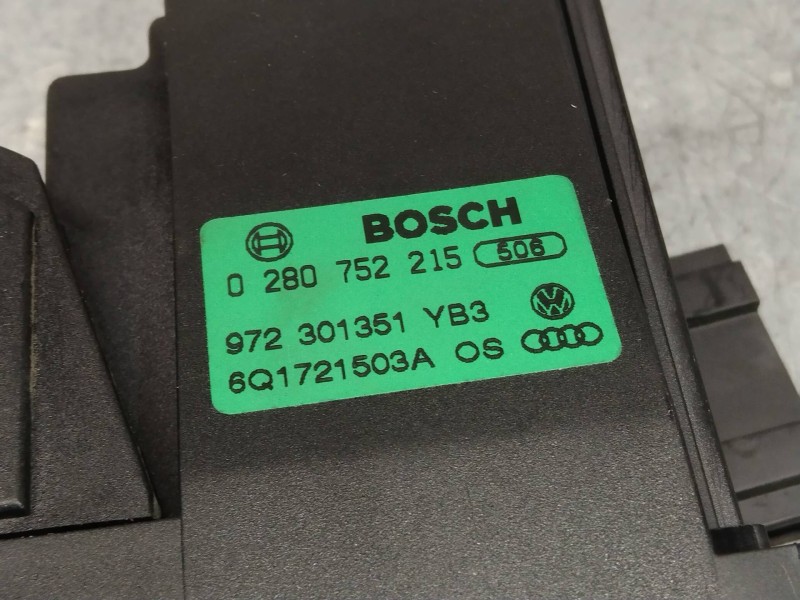 BOSCH
0 280 752 215 506
972 301351 YB3
6Q1721503A OS